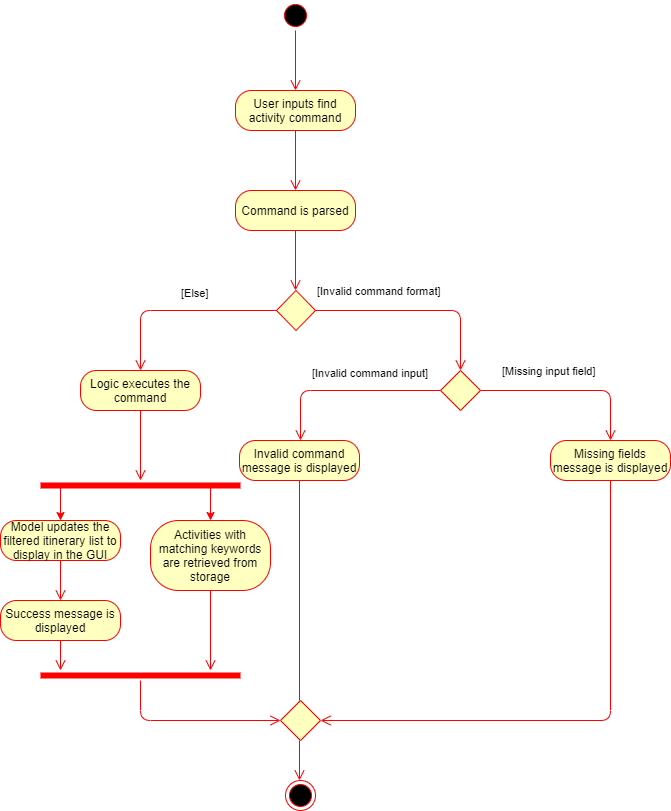 User inputs find
activity command
Command is parsed
[Else]
[Invalid command format]
Logic executes the
command
[Invalid command input]
[Missing input field]
Invalid command
message is displayed
Missing fields
message is displayed
Model updates the
filtered itinerary list to
display in the GUI
Activities with
matching keywords
are retrieved from
storage
Success message is
displayed